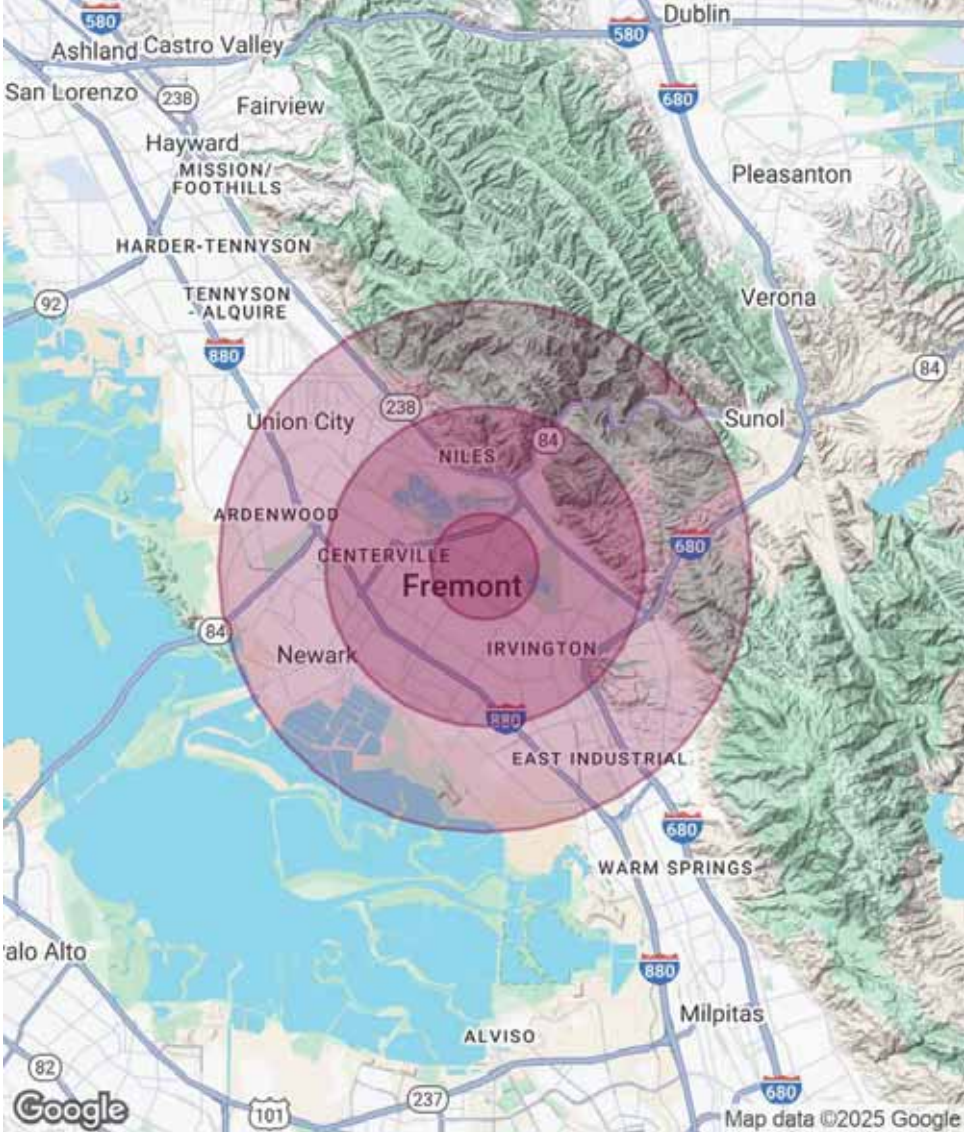 580
Dublin
Ashland
Castro Valley
580
San Lorenzo
238
Fairview
680
Hayward
MISSION/
FOOTHILLS
Pleasanton
HARDER-TENNYSON
92
TENNYSON
- ALQUIRE
Verona
880
84
238
Union City
Sunol
84
NILES
ARDENWOOD
CENTERVILLE
680
Fremont
84
Newark
IRVINGTON
880
EAST INDUSTRIAL
680
WARM SPRINGS
alo Alto
880
Milpitas
ALVISO
82
680
237
101
Google
Map data ©2025 Google